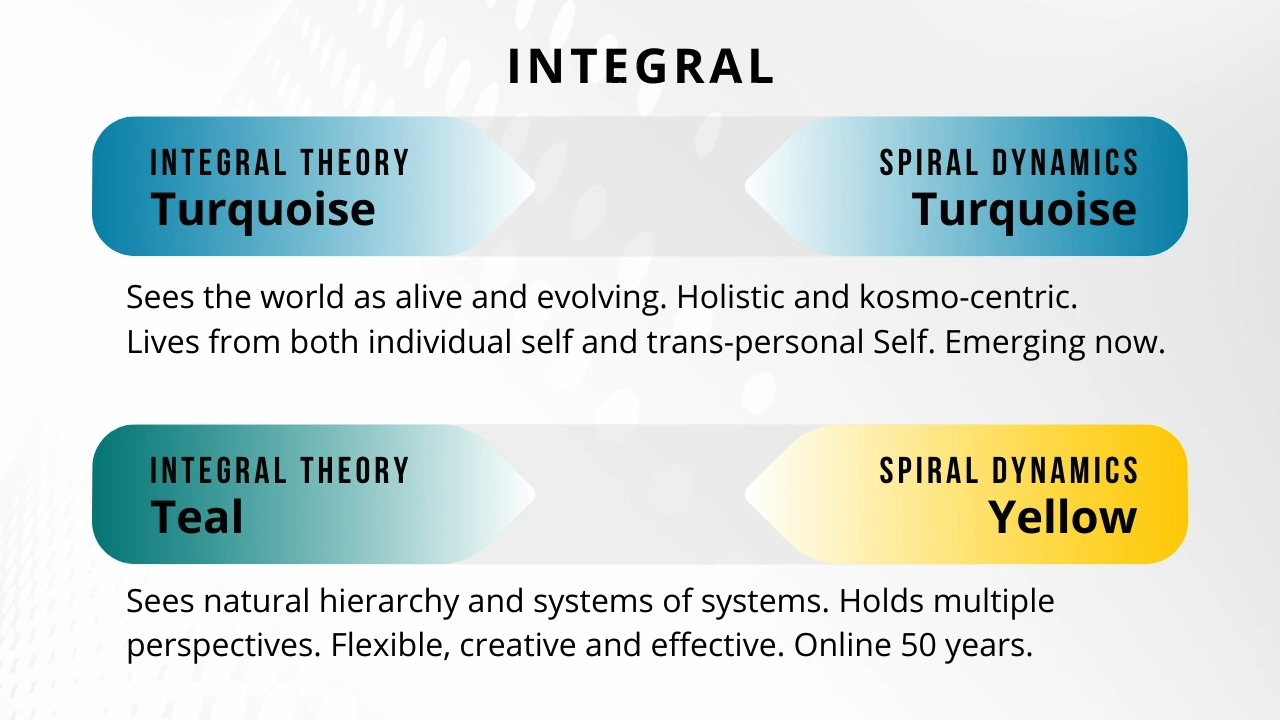 INTEGRAL
INTEGRAL THEORY
Turquoise
SPIRAL DYNAMICS
Turquoise
Sees the world as alive and evolving. Holistic and kosmo-centric.
Lives from both individual self and trans-personal Self. Emerging now.
INTEGRAL THEORY
Teal
SPIRAL DYNAMICS
Yellow
Sees natural hierarchy and systems of systems. Holds multiple
perspectives. Flexible, creative and effective. Online 50 years.